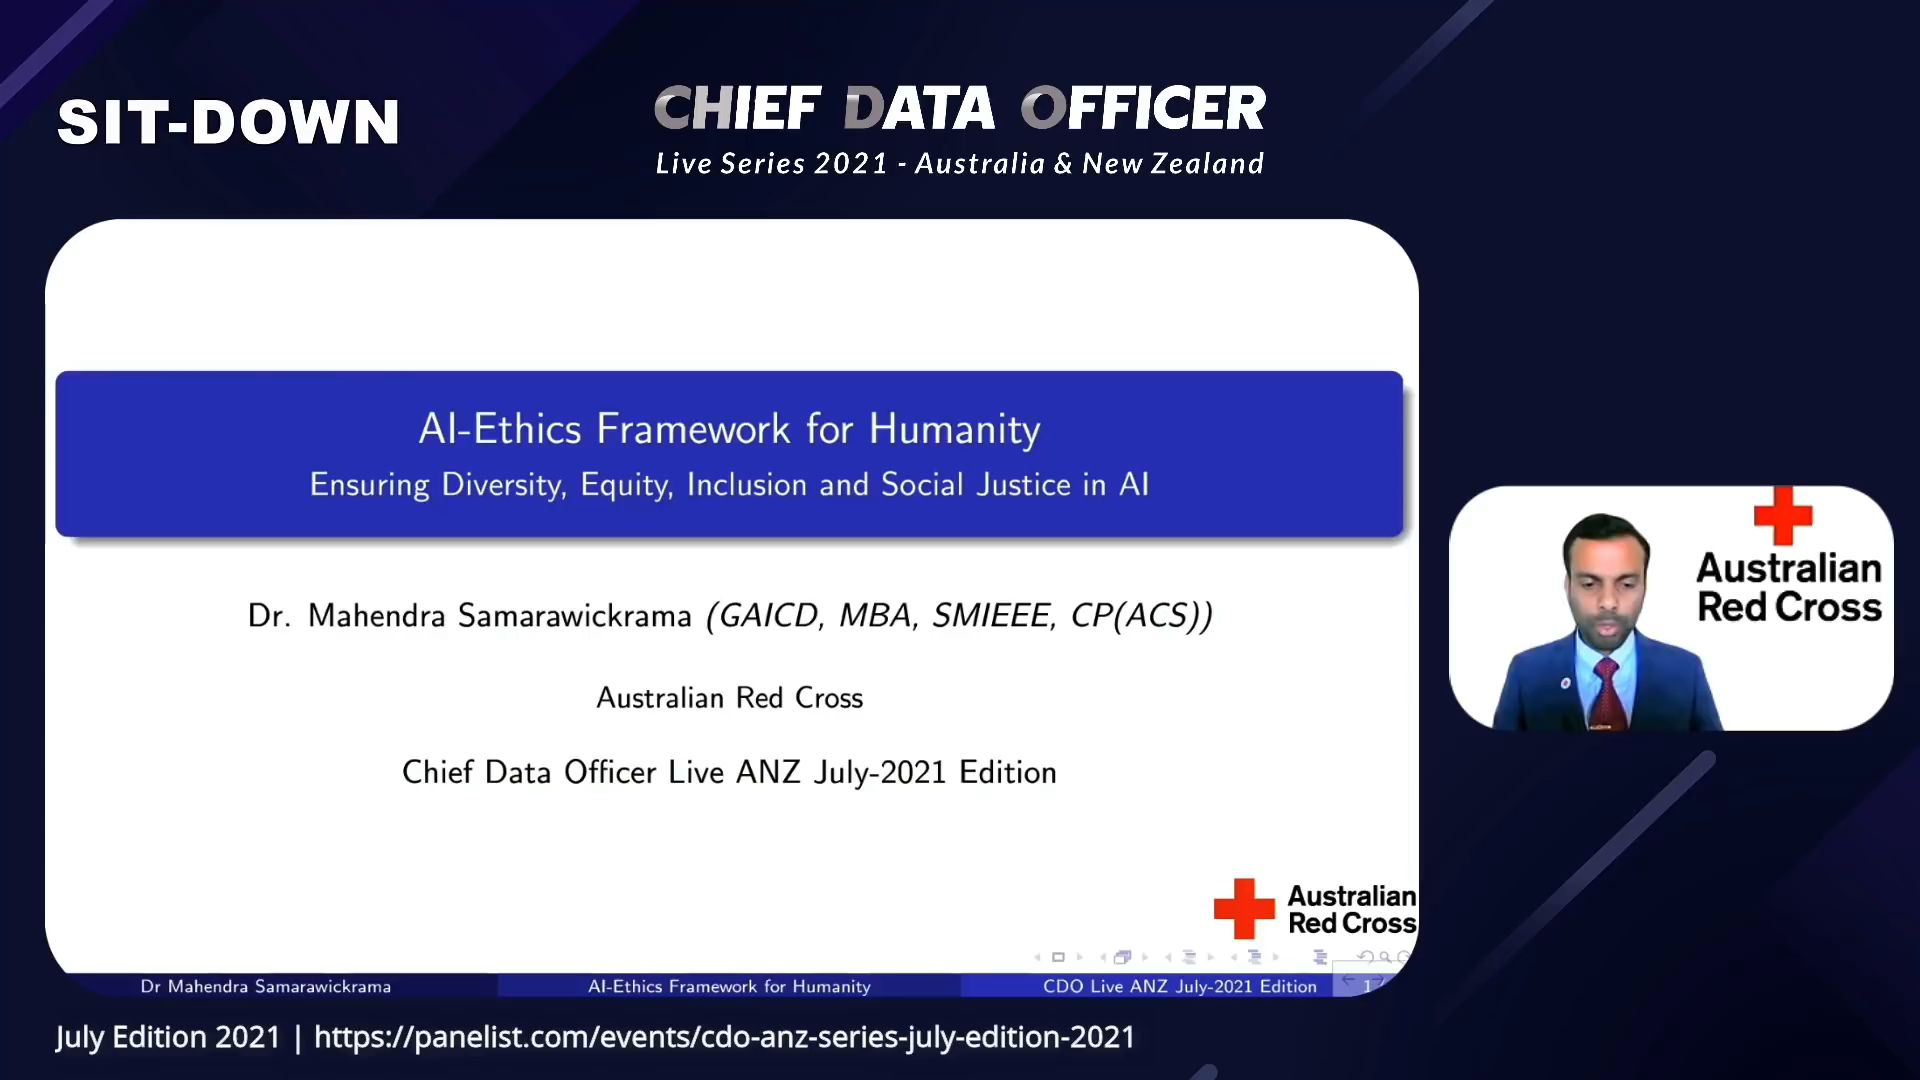 SIT-DOWN
CHIEF DATA OFFICER
Live Series 2021 - Australia & New Zealand
AI-Ethics Framework for Humanity
Ensuring Diversity, Equity, Inclusion and Social Justice in AI
Dr. Mahendra Samarawickrama (GAICD, MBA, SMIEEE, CP(ACS))
Australian Red Cross
Chief Data Officer Live ANZ July-2021 Edition
Australian
Red Cross
Dr Mahendra Samarawickrama
AI-Ethics Framework for Humanity
CDO Live ANZ July-2021 Edition
1
Australian
Red Cross
July Edition 2021 | https://panelist.com/events/cdo-anz-series-july-edition-2021